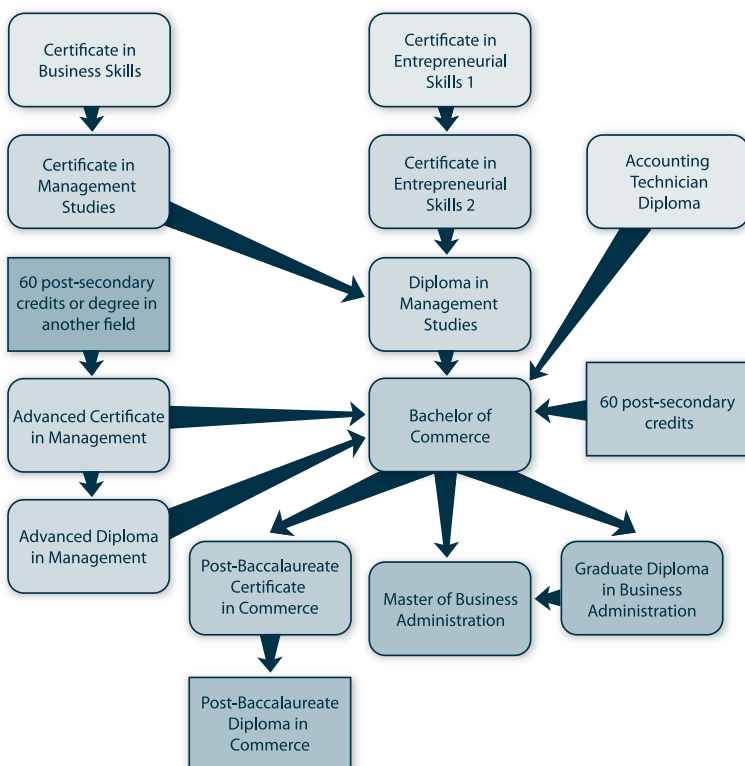 Certificate in
Business Skills
Certificate in
Entrepreneurial
Skills 1
Certificate in
Management
Studies
Certificate in
Entrepreneurial
Skills 2
Accounting
Technician
Diploma
60 post-secondary
credits or degree in
another field
Diploma in
Management
Studies
Advanced Certificate
in Management
Bachelor of
Commerce
60 post-secondary
credits
Advanced Diploma
in Management
Post-Baccalaureate
Certificate
in Commerce
Master of Business
Administration
Graduate Diploma
in Business
Administration
Post-Baccalaureate
Diploma in
Commerce